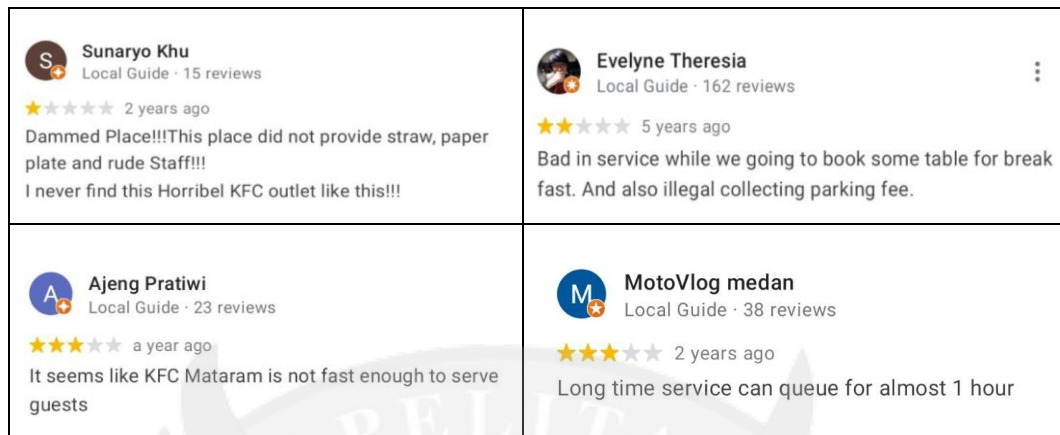 S
Sunaryo Khu
Local Guide · 15 reviews
2 years ago
Dammed Place!!!This place did not provide straw, paper
plate and rude Staff!!!
I never find this Horribel KFC outlet like this!!!
Evelyne Theresia
Local Guide · 162 reviews
5 years ago
Bad in service while we going to book some table for break
fast. And also illegal collecting parking fee.
A
Ajeng Pratiwi
Local Guide · 23 reviews
a year ago
It seems like KFC Mataram is not fast enough to serve
guests
M
MotoVlog medan
Local Guide · 38 reviews
2 years ago
Long time service can queue for almost 1 hour
PELITA